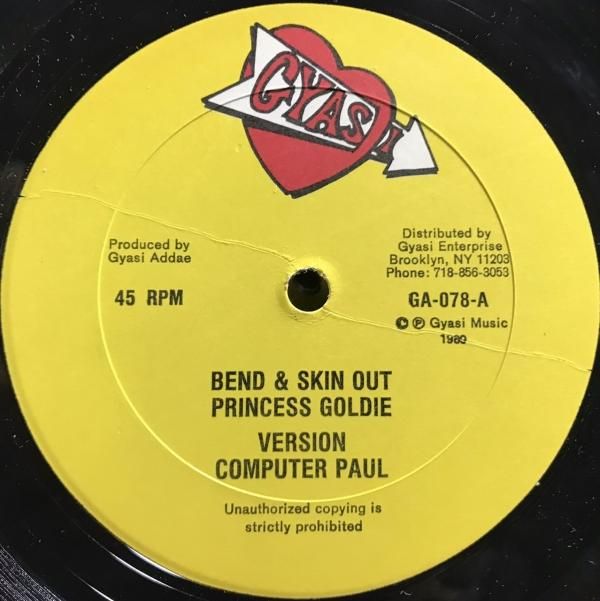 GYASI
Produced by
Gyasi Addae
45 RPM
Distributed by
Gyasi Enterprise
Brooklyn, NY 11203
Phone: 718-856-3053
GA-078-A
© ℗ Gyasi Music
1989
BEND & SKIN OUT
PRINCESS GOLDIE
VERSION
COMPUTER PAUL
Unauthorized copying is
strictly prohibited